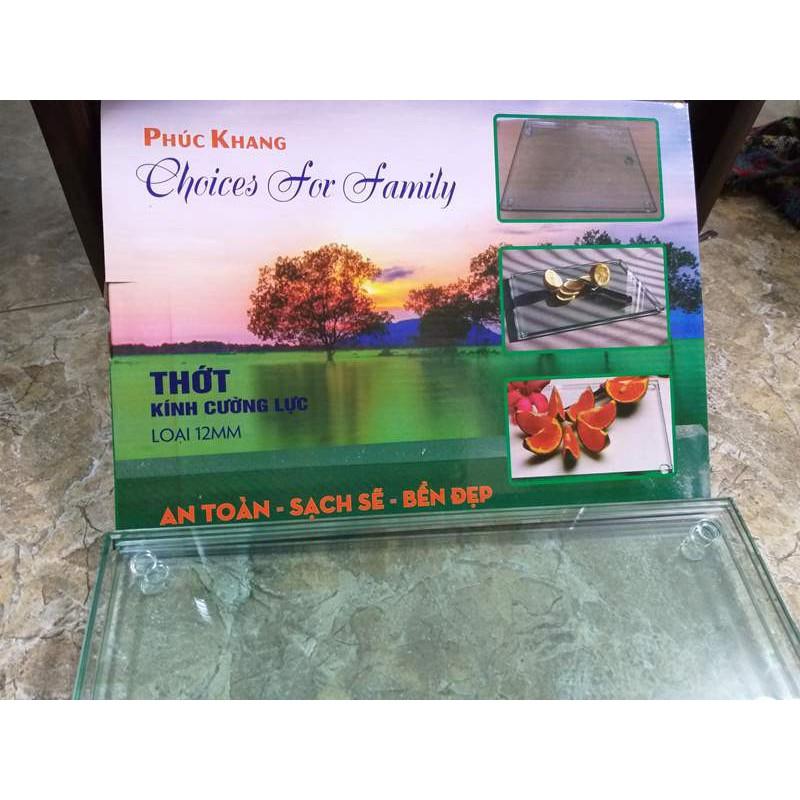 PHÚC KHANG
Choices For Family
THỚT
KÍNH CƯỜNG LỰC
LOẠI 12MM
AN TOÀN - SẠCH SẼ - BỀN ĐẸP